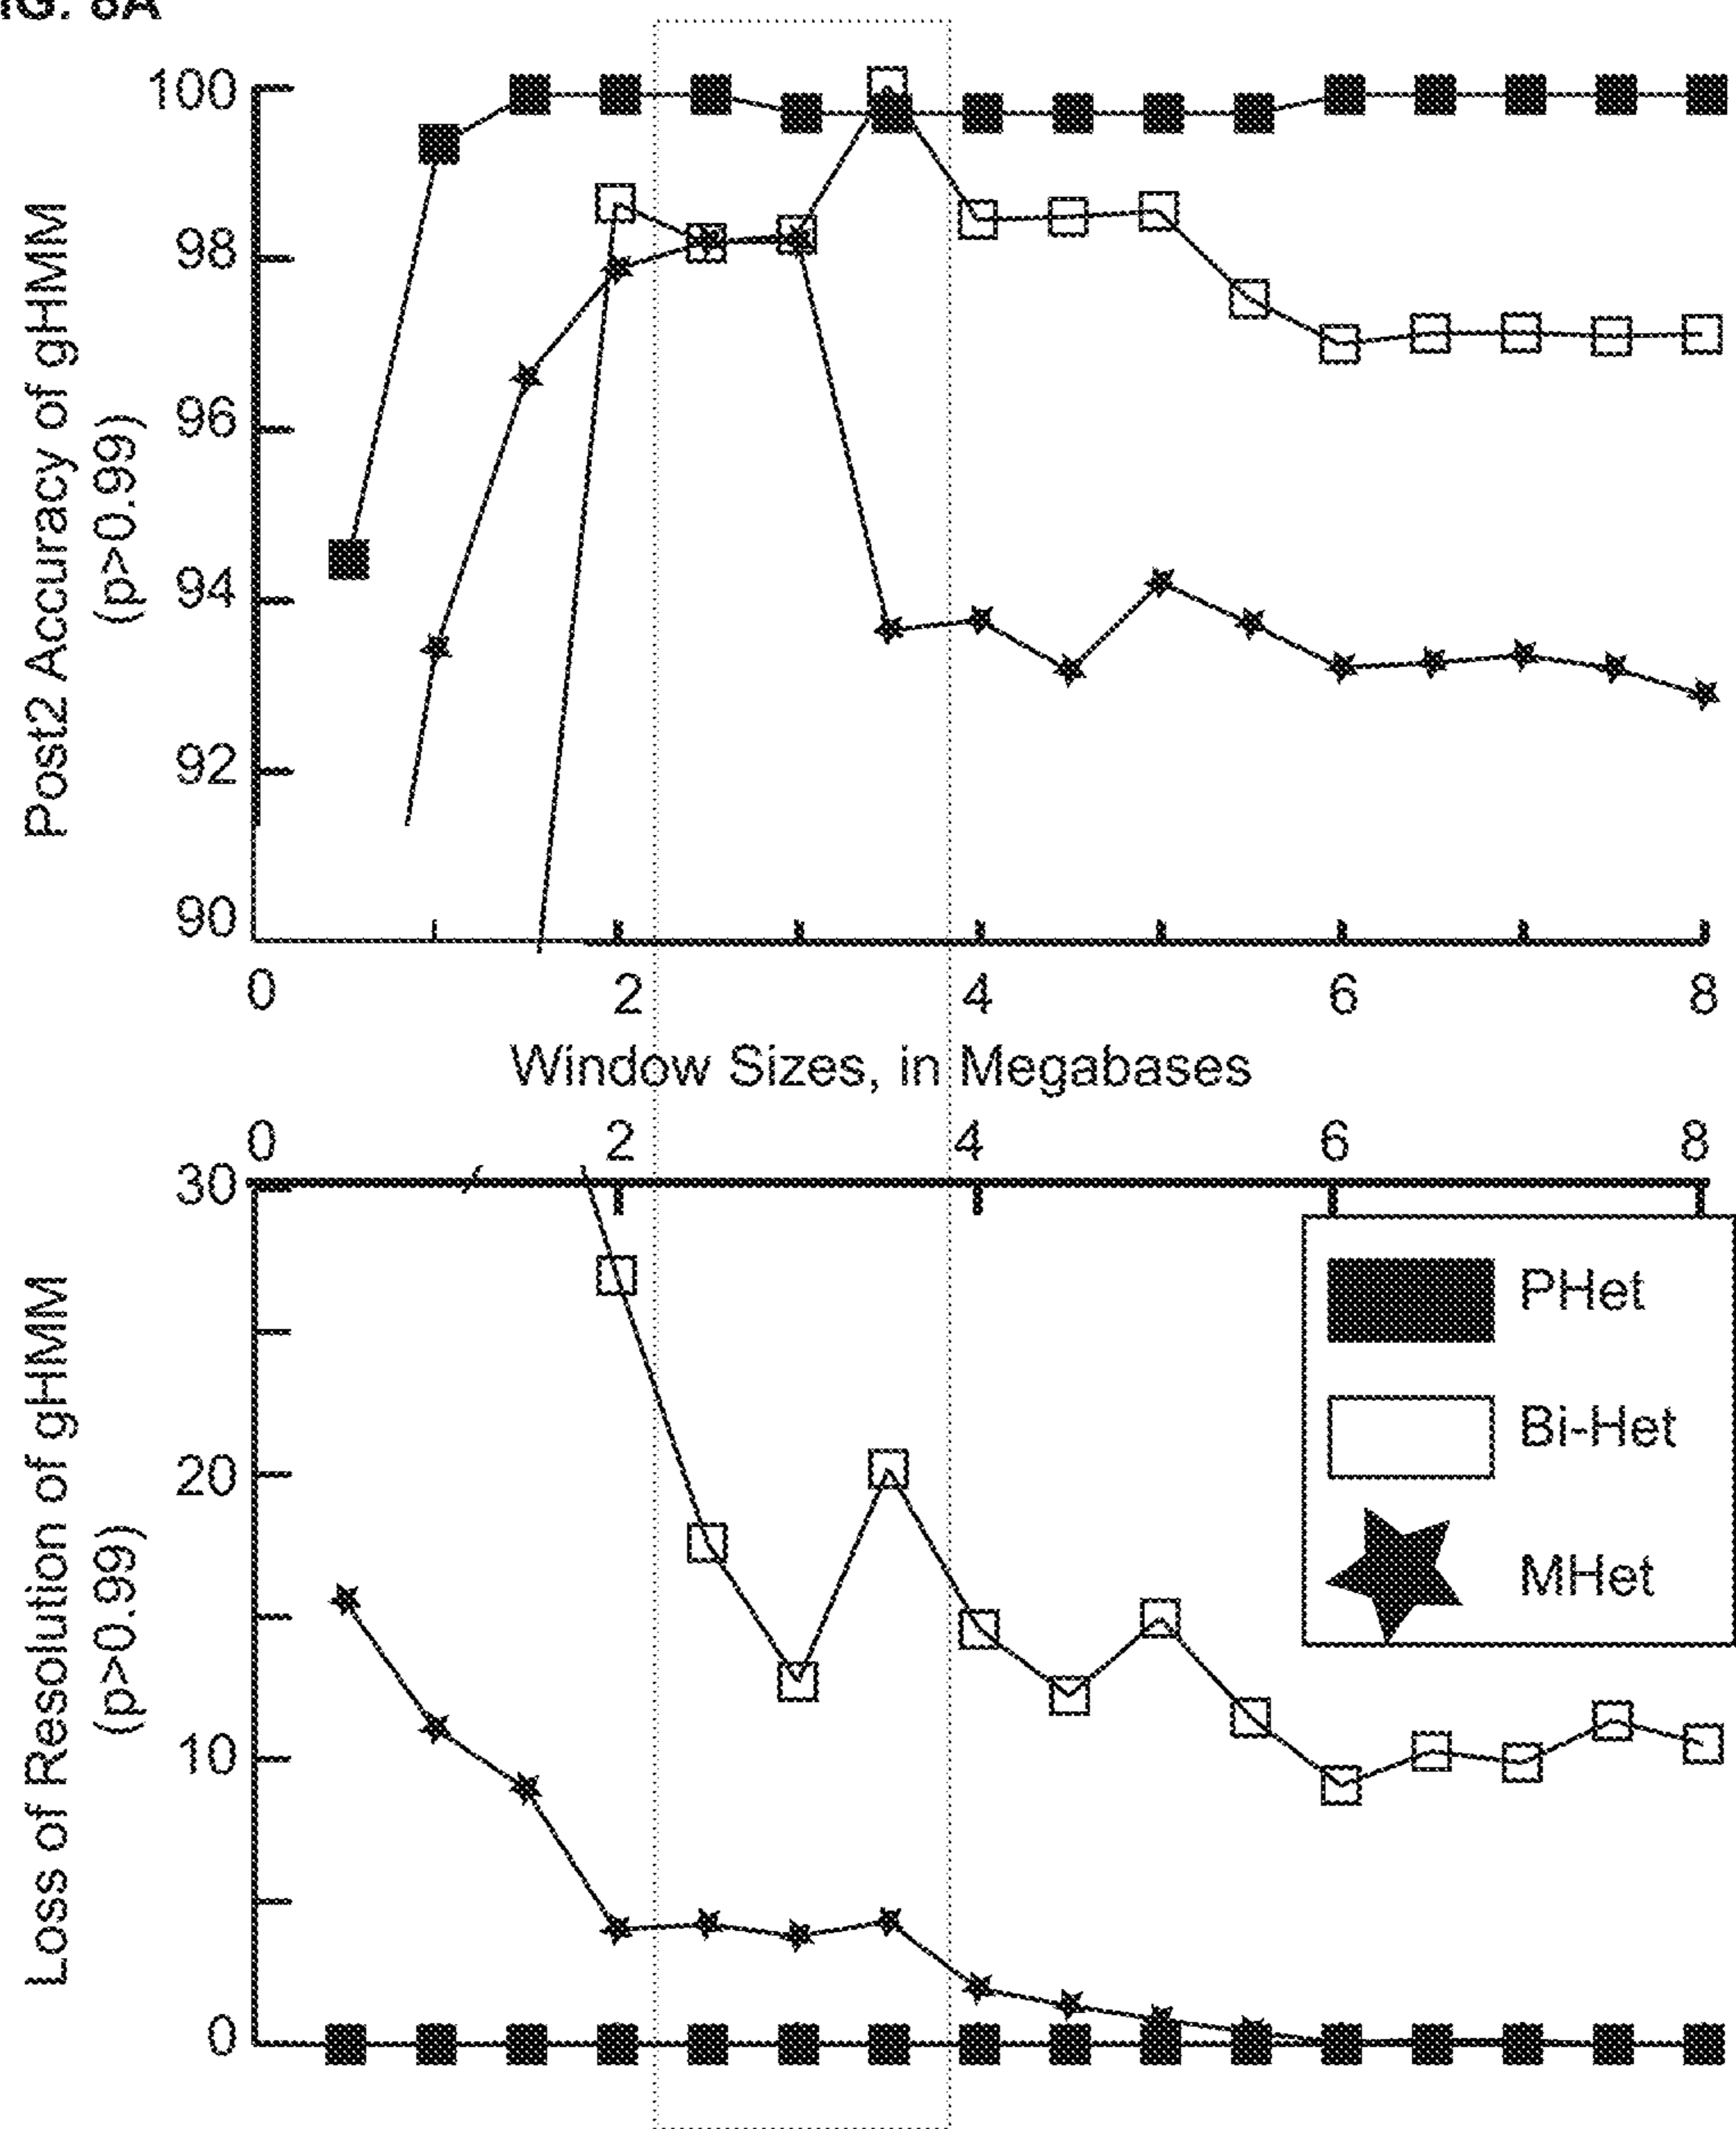 FIG. 8A
100
98
96
94
92
90
Post2 Accuracy of gHMM
(p>0.99)
0 2 4 6 8
Window Sizes, in Megabases
0 2 4 6 8
30
20
10
0
Loss of Resolution of gHMM
(p>0.99)
PHet
Bi-Het
MHet